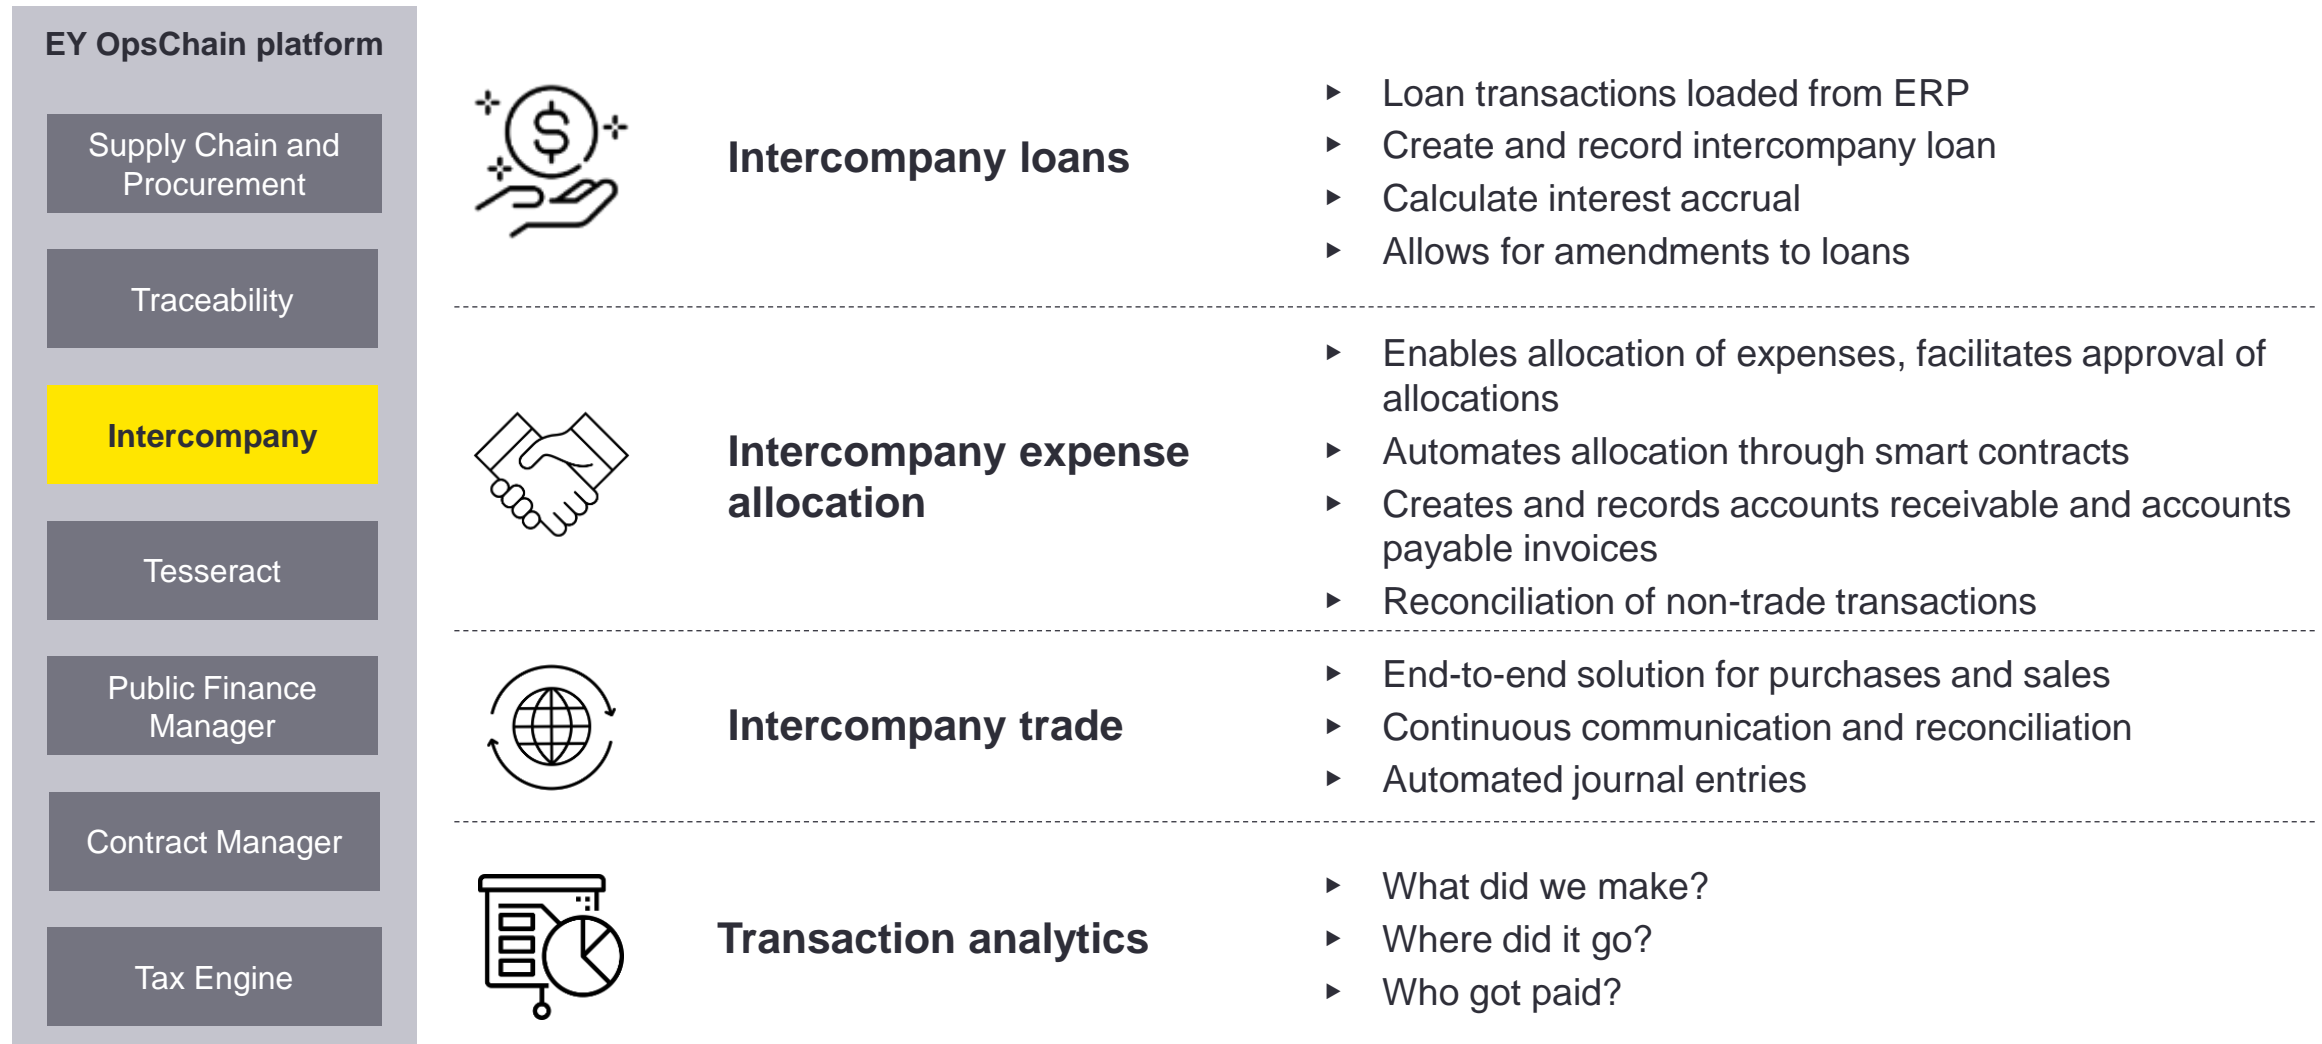 EY OpsChain platform
Supply Chain and
Procurement
Traceability
Intercompany
Tesseract
Public Finance
Manager
Contract Manager
Tax Engine
Intercompany loans
► Loan transactions loaded from ERP
► Create and record intercompany loan
► Calculate interest accrual
► Allows for amendments to loans
Intercompany expense
allocation
► Enables allocation of expenses, facilitates approval of
allocations
► Automates allocation through smart contracts
► Creates and records accounts receivable and accounts
payable invoices
► Reconciliation of non-trade transactions
Intercompany trade
► End-to-end solution for purchases and sales
► Continuous communication and reconciliation
► Automated journal entries
Transaction analytics
► What did we make?
► Where did it go?
► Who got paid?